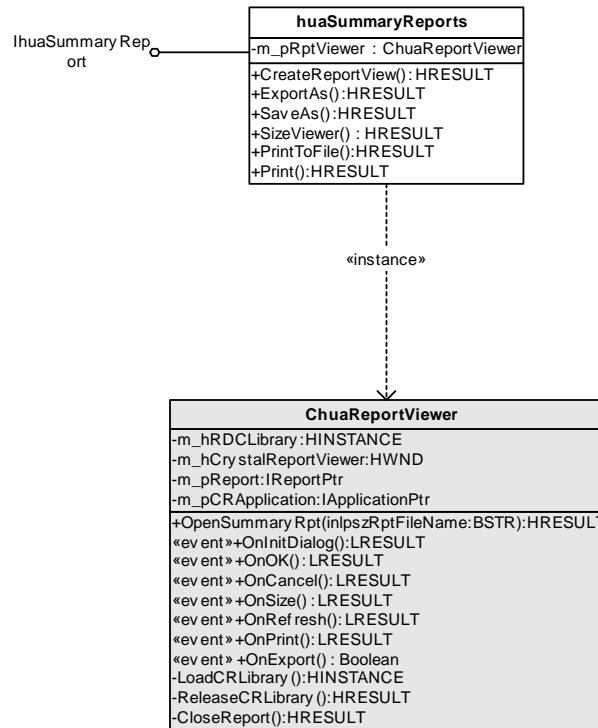 huaSummaryReports
IhuaSummaryRep
ort
-m_pRptViewer : ChuaReportViewer
+CreateReportView():HRESULT
+ExportAs():HRESULT
+SaveAs():HRESULT
+SizeViewer() : HRESULT
+PrintToFile():HRESULT
+Print():HRESULT
«instance»
ChuaReportViewer
-m_hRDCLibrary:HINSTANCE
-m_hCrystalReportViewer:HWND
-m_pReport:IReportPtr
-m_pCRApplication:IApplicationPtr
+OpenSummaryRpt(inlpszRptFileName:BSTR):HRESULT
«event»+OnInitDialog():LRESULT
«event»+OnOK():LRESULT
«event»+OnCancel():LRESULT
«event»+OnSize():LRESULT
«event»+OnRefresh():LRESULT
«event»+OnPrint():LRESULT
«event»+OnExport() : Boolean
-LoadCRLibrary():HINSTANCE
-ReleaseCRLibrary():HRESULT
-CloseReport():HRESULT